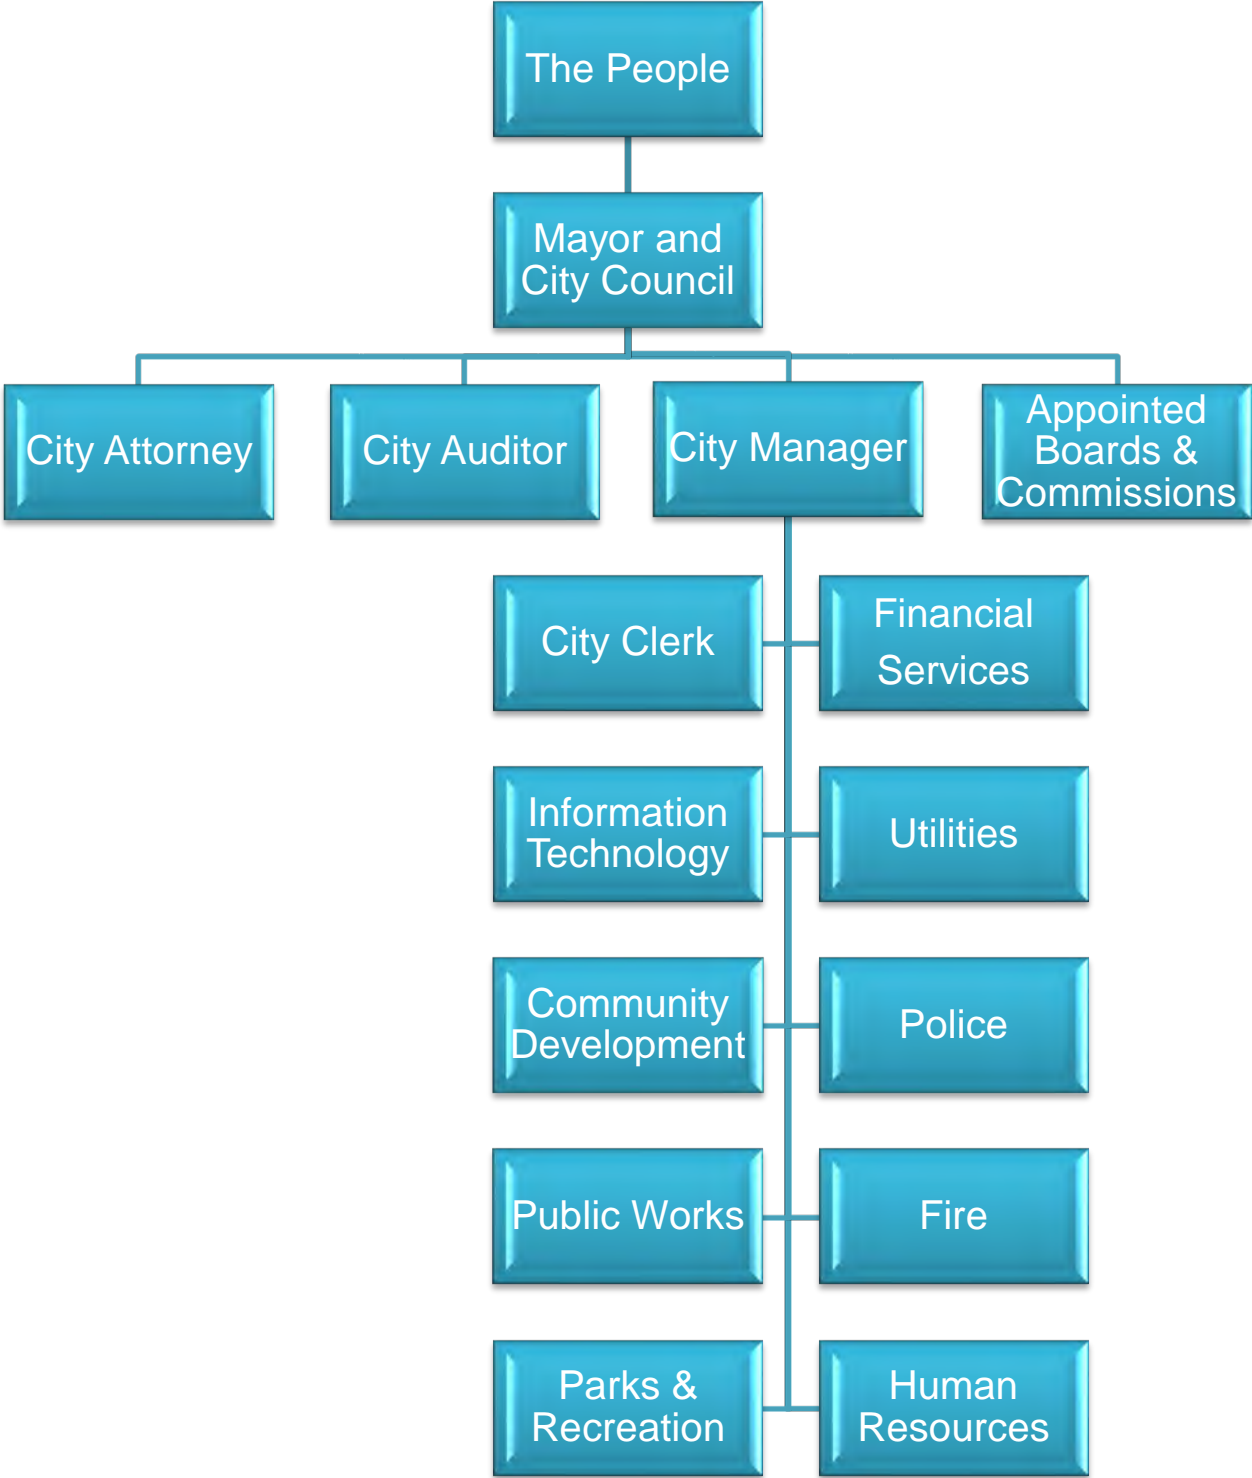 The People
Mayor and
City Council
City Attorney
City Auditor
City Manager
Appointed
Boards &
Commissions
City Clerk
Financial
Services
Information
Technology
Utilities
Community
Development
Police
Public Works
Fire
Parks &
Recreation
Human
Resources